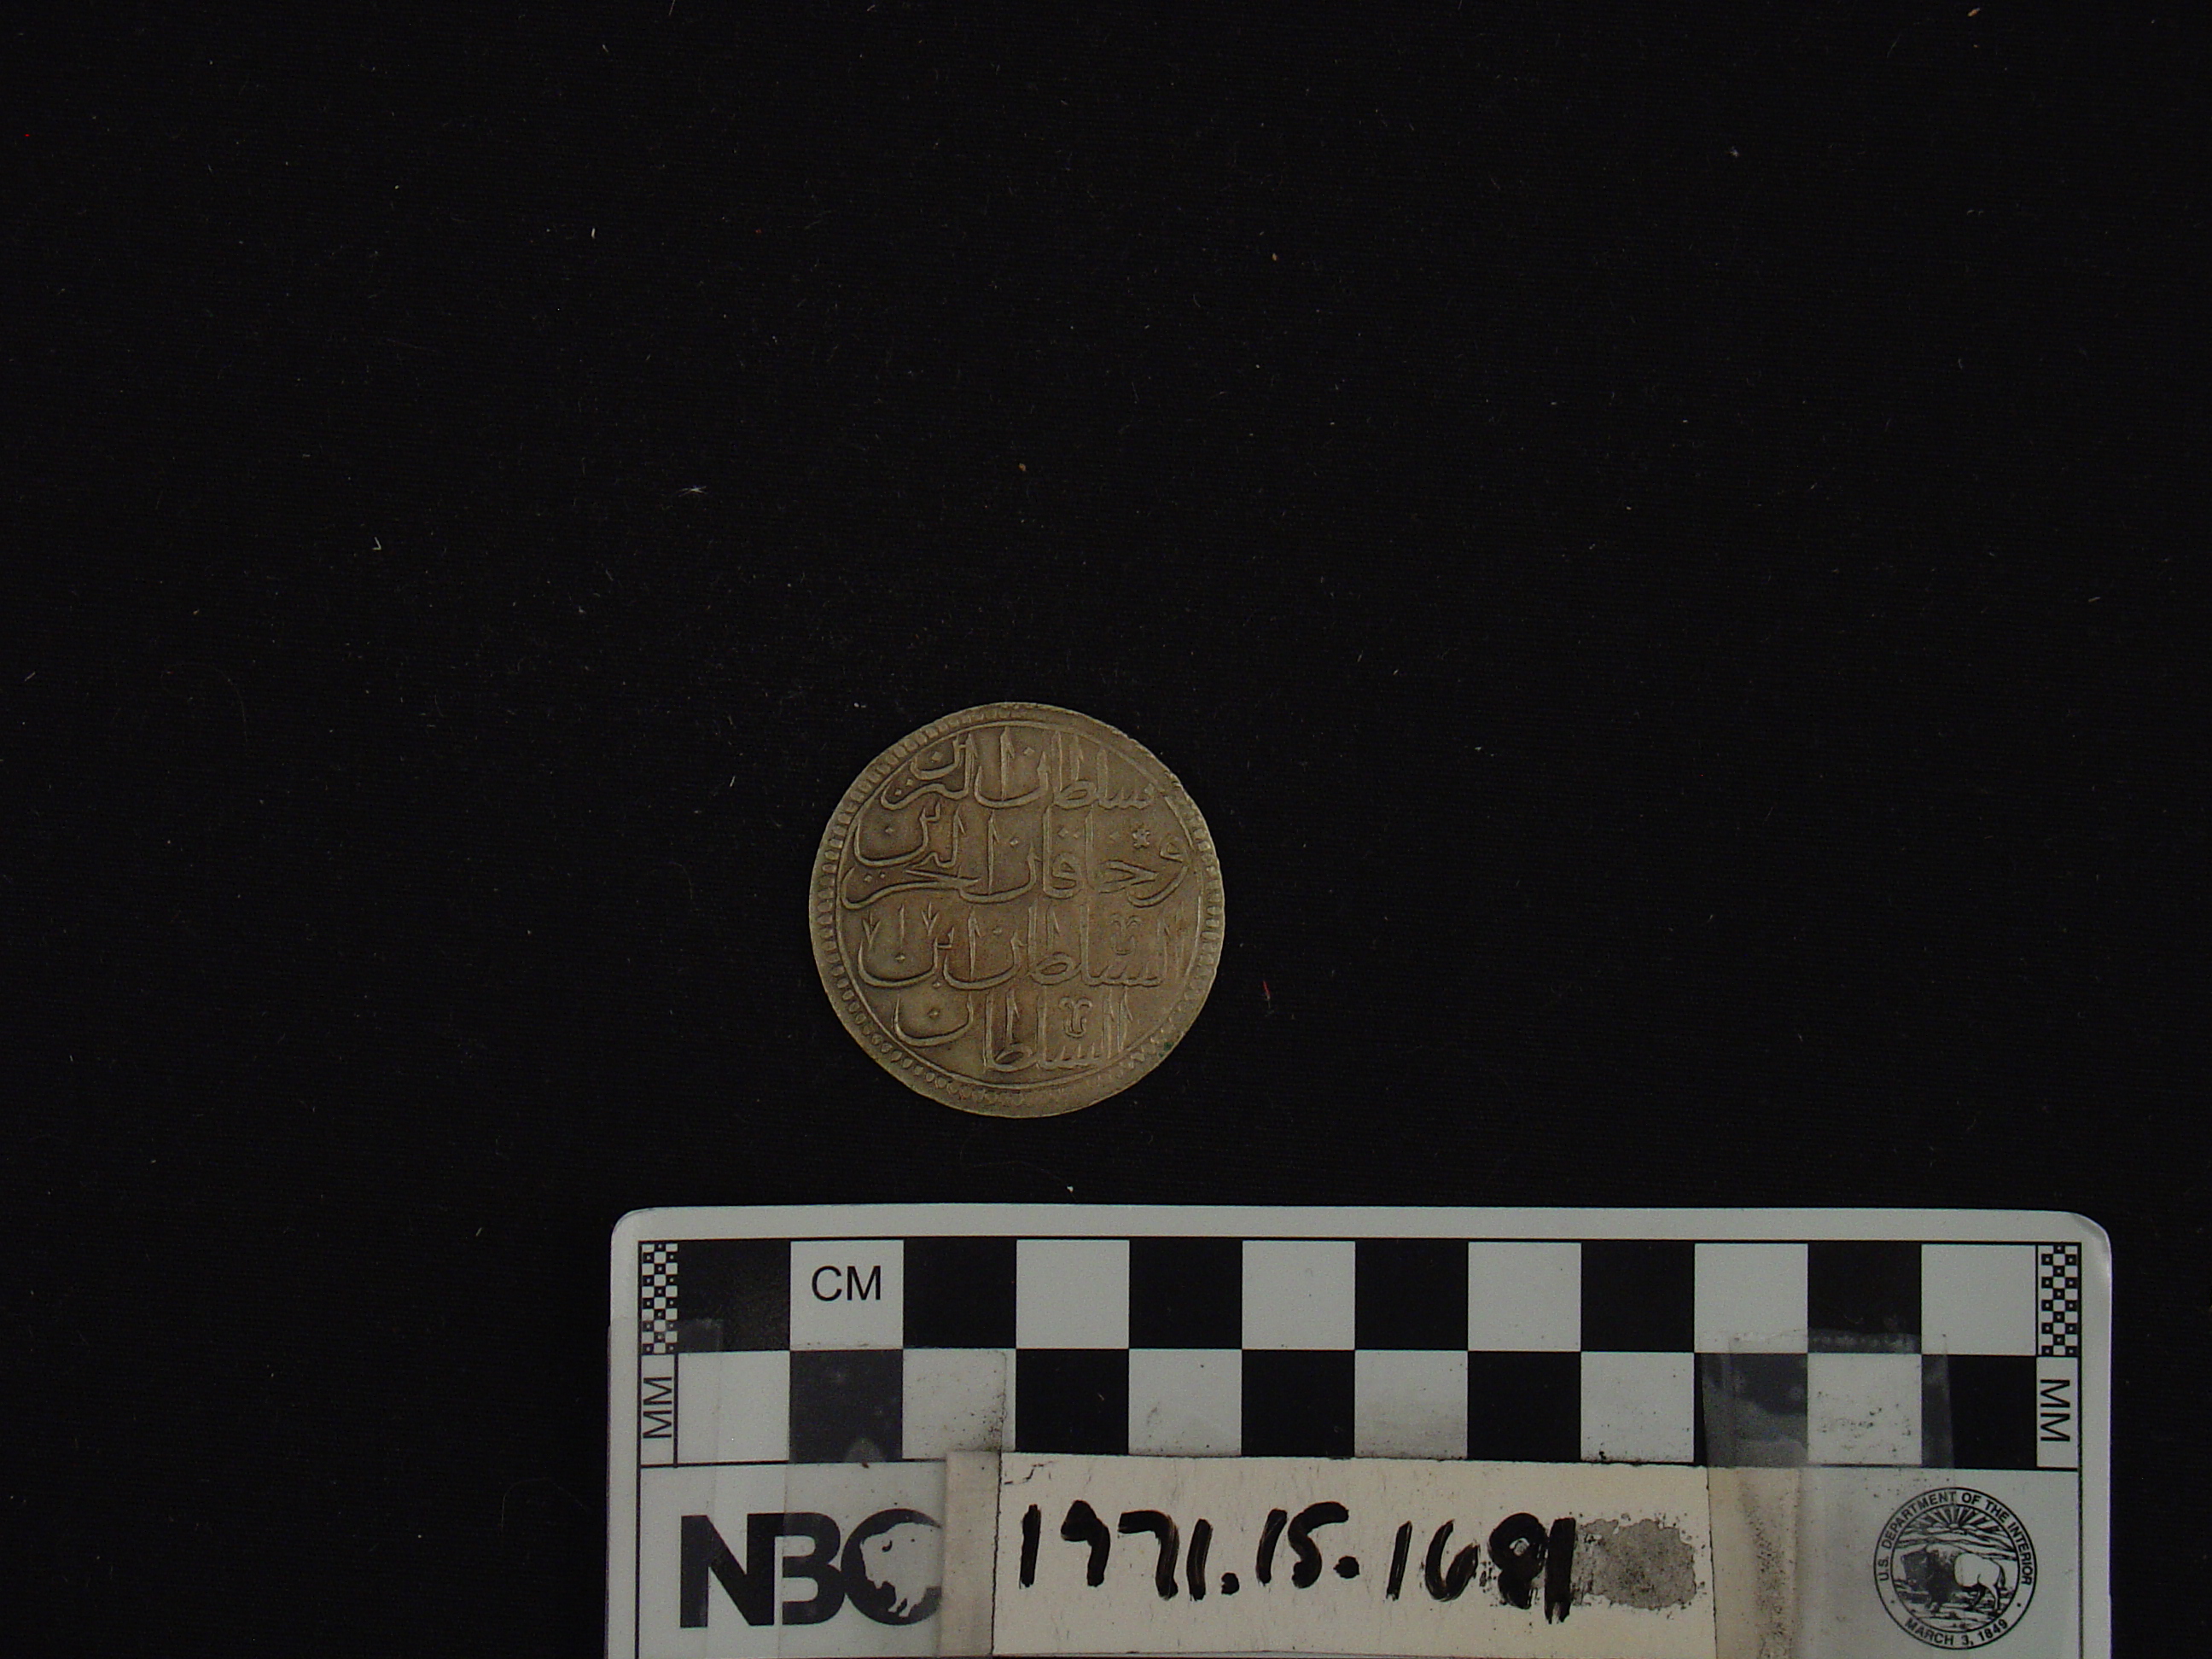 سلطان البرين
وخاقان البحرين
السلطان بن
السلطان
CM
MM
MM
NBC
1971.15.1681
U.S. DEPARTMENT OF THE INTERIOR
MARCH 3, 1849